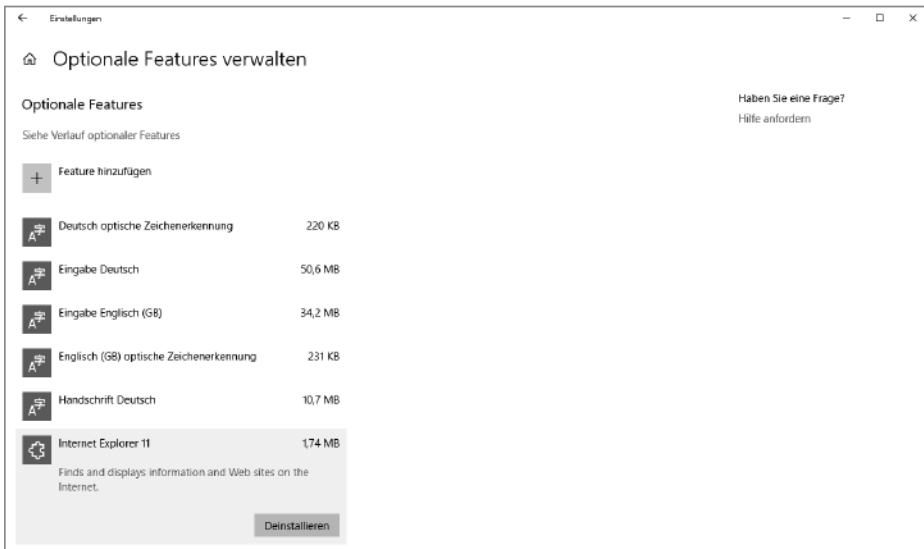 Einstellungen
Optionale Features verwalten
Optionale Features
Siehe Verlauf optionaler Features
Feature hinzufügen
Deutsch optische Zeichenerkennung 220 KB
Eingabe Deutsch 50,6 MB
Eingabe Englisch (GB) 34,2 MB
Englisch (GB) optische Zeichenerkennung 231 KB
Handschrift Deutsch 10,7 MB
Internet Explorer 11 1,74 MB
Finds and displays information and Web sites on the
Internet.
Deinstallieren
Haben Sie eine Frage?
Hilfe anfordern